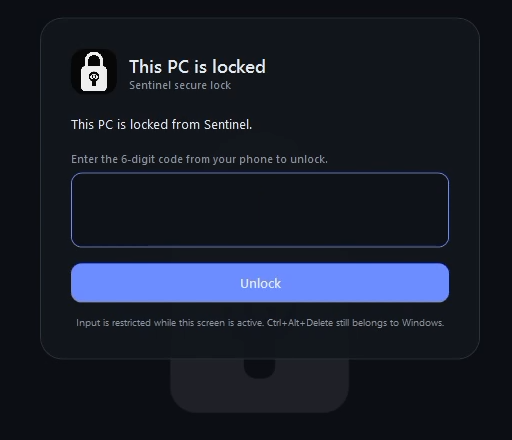 This PC is locked
Sentinel secure lock
This PC is locked from Sentinel.
Enter the 6-digit code from your phone to unlock.
Unlock
Input is restricted while this screen is active. Ctrl+Alt+Delete still belongs to Windows.